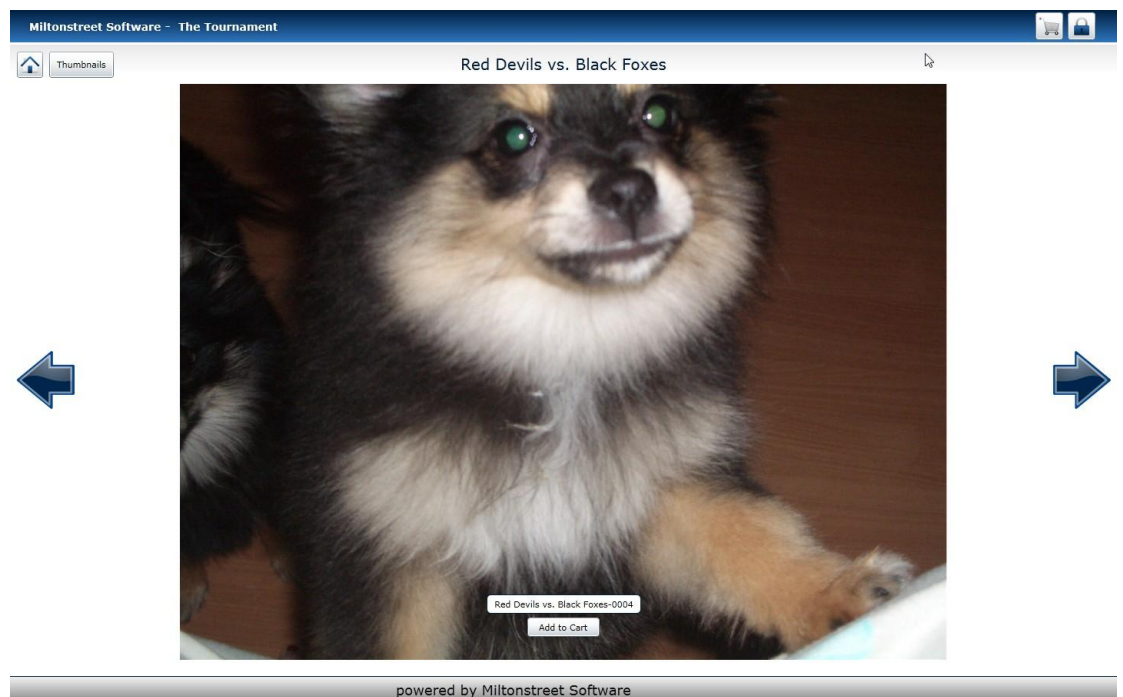 Miltonstreet Software - The Tournament
Thumbnails
Red Devils vs. Black Foxes
Red Devils vs. Black Foxes-0004
Add to Cart
powered by Miltonstreet Software